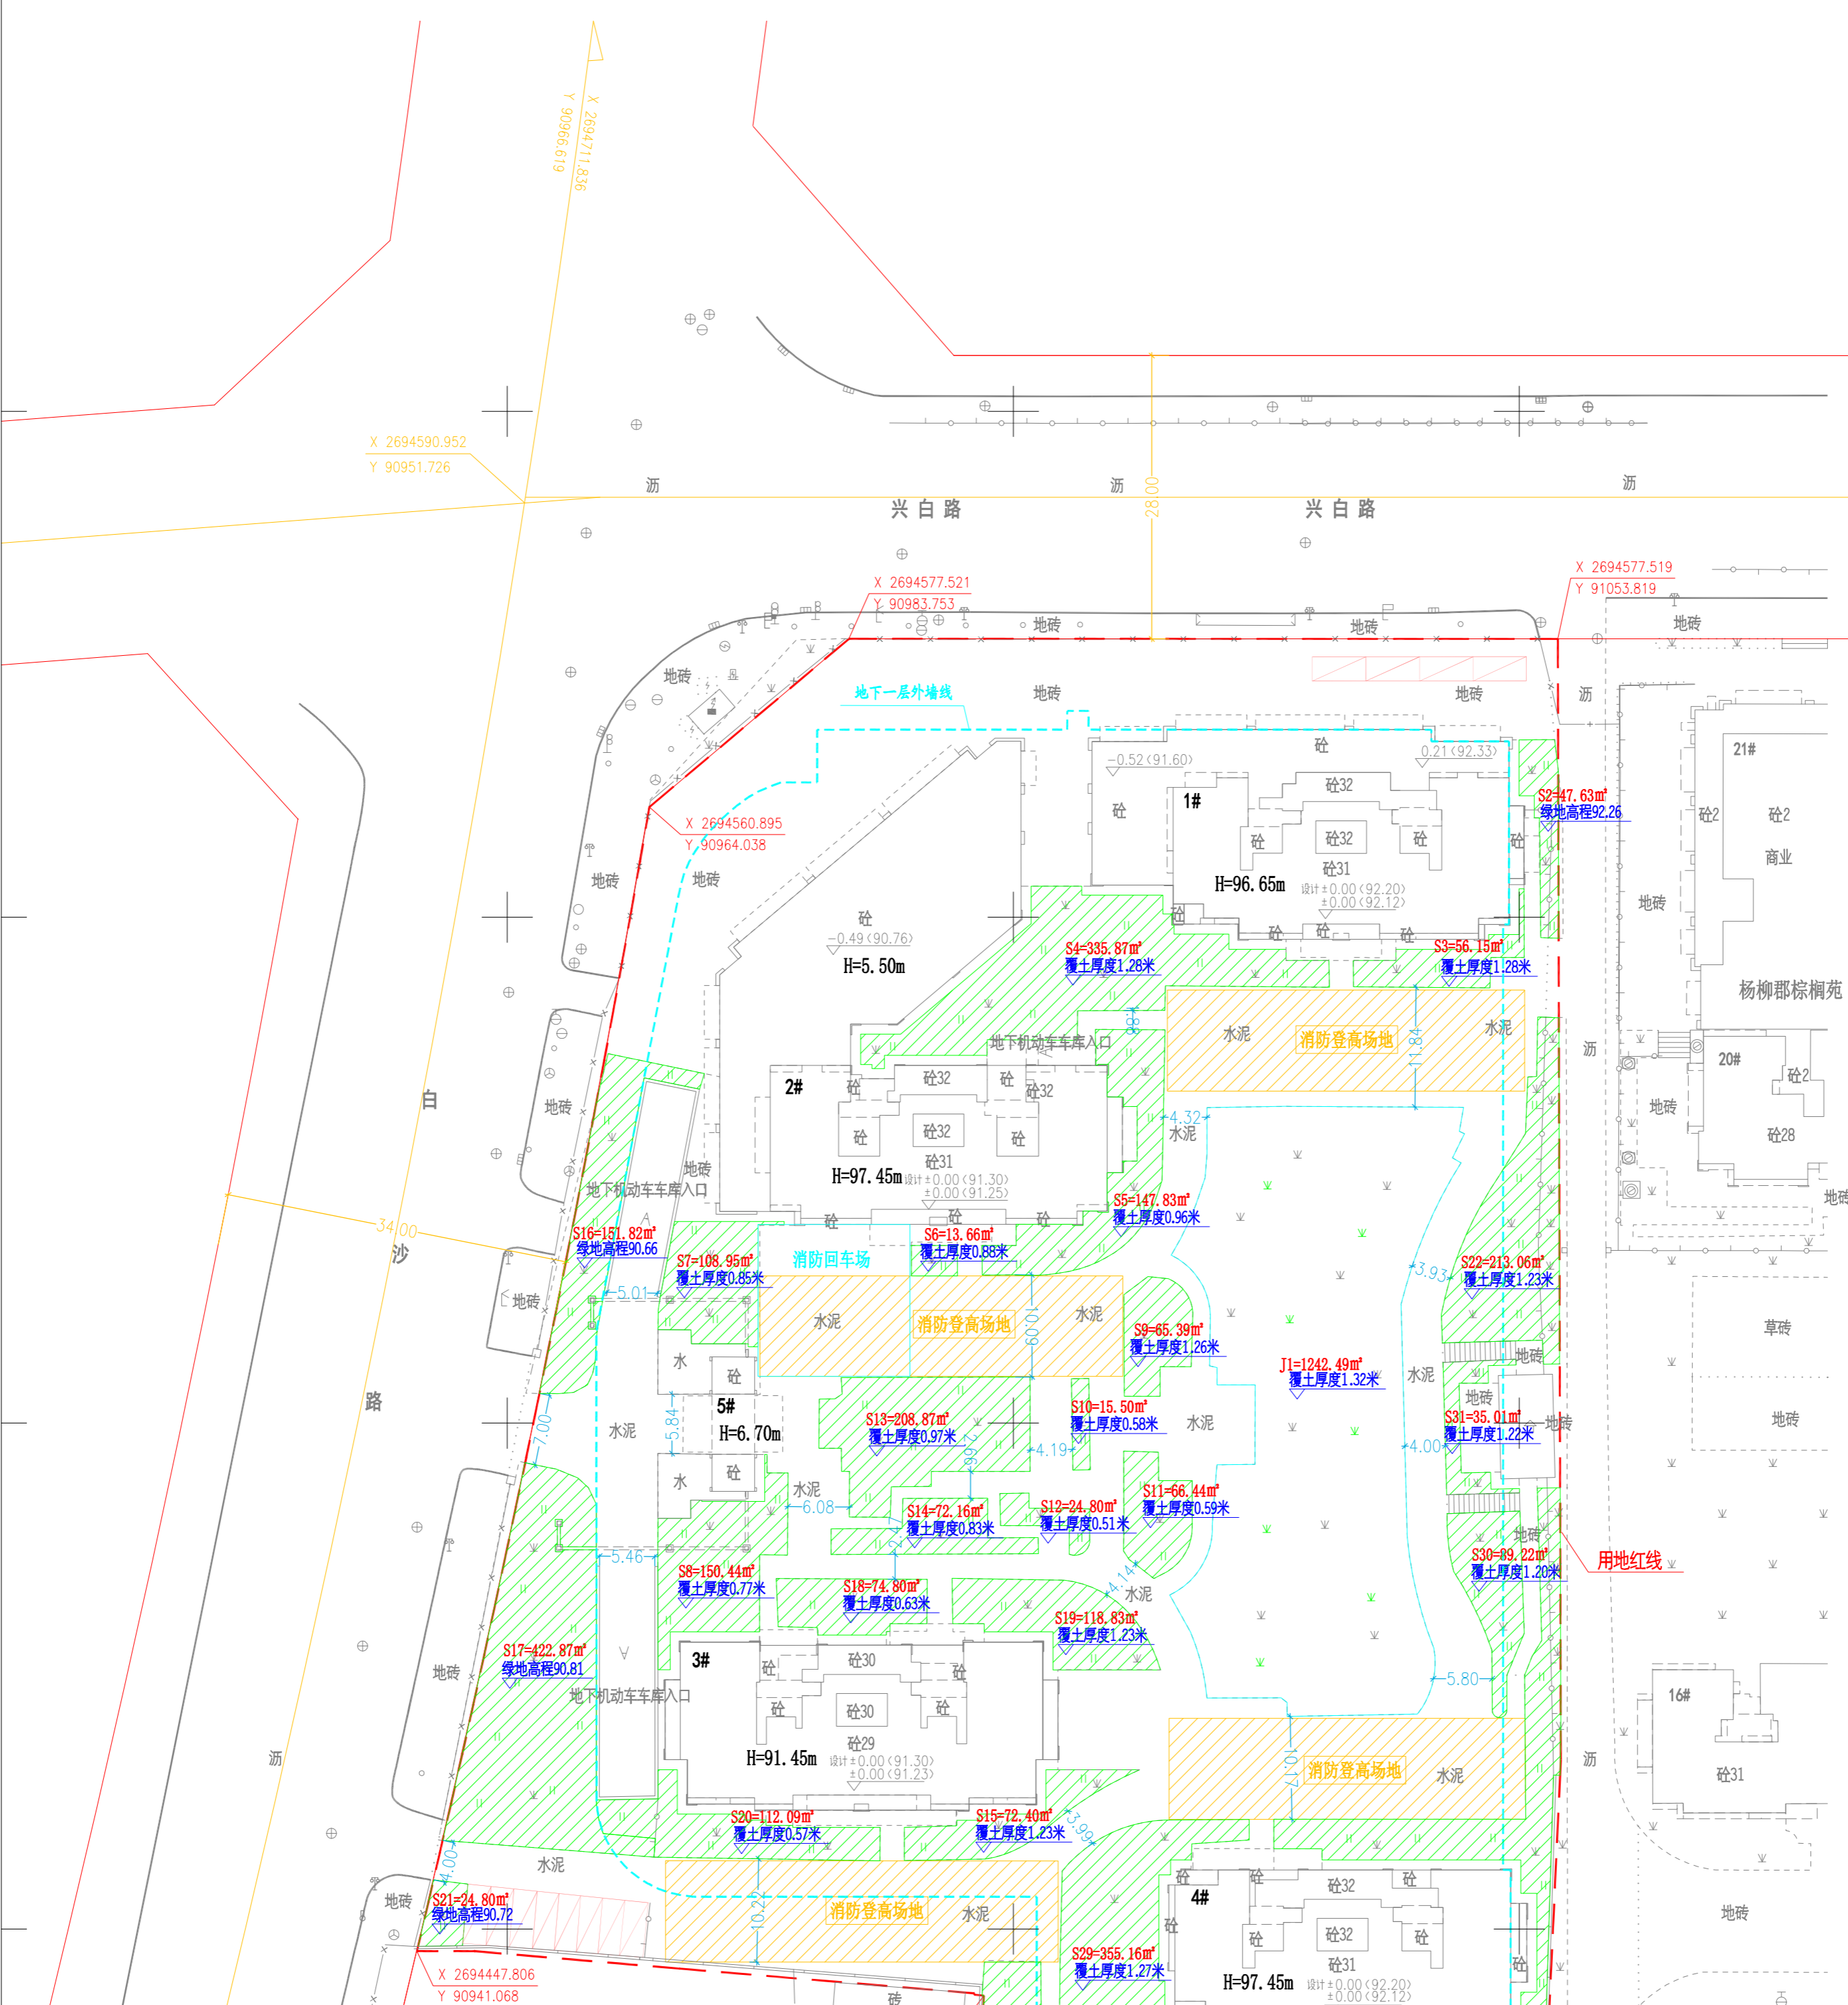 X 2694711.836
Y 90966.619
X 2694590.952
Y 90951.726
沥
沥
沥
28.00
兴白路
兴白路
X 2694577.521
Y 90983.753
X 2694577.519
Y 91053.819
地砖
地砖
地砖
地砖
地下一层外墙线
地砖
地砖
沥
砼
-0.52(91.60)
0.21(92.33)
21#
1#
砼32
S2=47.63m²
绿地高程92.26
砼
砼2
砼2
X 2694560.895
Y 90964.038
砼
砼32
砼
砼
商业
地砖
地砖
砼31
H=96.65m
设计±0.00(92.20)
±0.00(92.12)
地砖
砼
砼
砼
砼
砼
-0.49(90.76)
H=5.50m
S4=335.87m²
覆土厚度1.28米
S3=56.15m²
覆土厚度1.28米
杨柳郡棕榈苑
4.88
11.84
水泥
消防登高场地
水泥
地下机动车车库入口
沥
20#
2#
砼
砼32
砼
砼32
砼2
白
地砖
4.32
水泥
地砖
砼
砼32
砼
砼28
砼31
地砖
H=97.45m
设计±0.00(91.30)
±0.00(91.25)
地下机动车车库入口
地砖
S5=147.83m²
覆土厚度0.96米
砼
砼
砼
34.00
沙
S16=151.82m²
绿地高程90.66
S6=13.66m²
覆土厚度0.88米
消防回车场
S7=108.95m²
覆土厚度0.85米
3.93
S22=213.06m²
覆土厚度1.23米
5.01
地砖
水泥
消防登高场地
10.09
水泥
S9=65.39m²
覆土厚度1.26米
草砖
地砖
水
砼
J1=1242.49m²
覆土厚度1.32米
水泥
地砖
路
5#
H=6.70m
5.84
S13=208.87m²
覆土厚度0.97米
S10=15.50m²
覆土厚度0.58米
水泥
S31=35.01m²
覆土厚度1.22米
地砖
地砖
7.00
水泥
4.19
4.00
2.66
水
砼
水泥
6.08
S14=72.16m²
覆土厚度0.83米
S12=24.80m²
覆土厚度0.51米
S11=66.44m²
覆土厚度0.59米
地砖
5.46
2.47
S30=89.22m²
覆土厚度1.20米
用地红线
S8=150.44m²
覆土厚度0.77米
S18=74.80m²
覆土厚度0.63米
4.14
水泥
S19=118.83m²
覆土厚度1.23米
S17=422.87m²
绿地高程90.81
地砖
3#
砼
砼30
砼
5.80
地下机动车车库入口
16#
砼
砼30
砼
砼29
沥
H=91.45m
设计±0.00(91.30)
±0.00(91.23)
10.17
消防登高场地
水泥
沥
砼31
S20=112.09m²
覆土厚度0.57米
S15=72.40m²
覆土厚度1.23米
3.99
4.00
水泥
地砖
S21=24.80m²
绿地高程90.72
10.22
消防登高场地
水泥
4#
砼
砼
砼32
砼
砼
砼
砼32
砼
砼
地砖
S29=355.16m²
覆土厚度1.27米
砼31
H=97.45m
设计±0.00(92.20)
±0.00(92.12)
X 2694447.806
Y 90941.068
砖